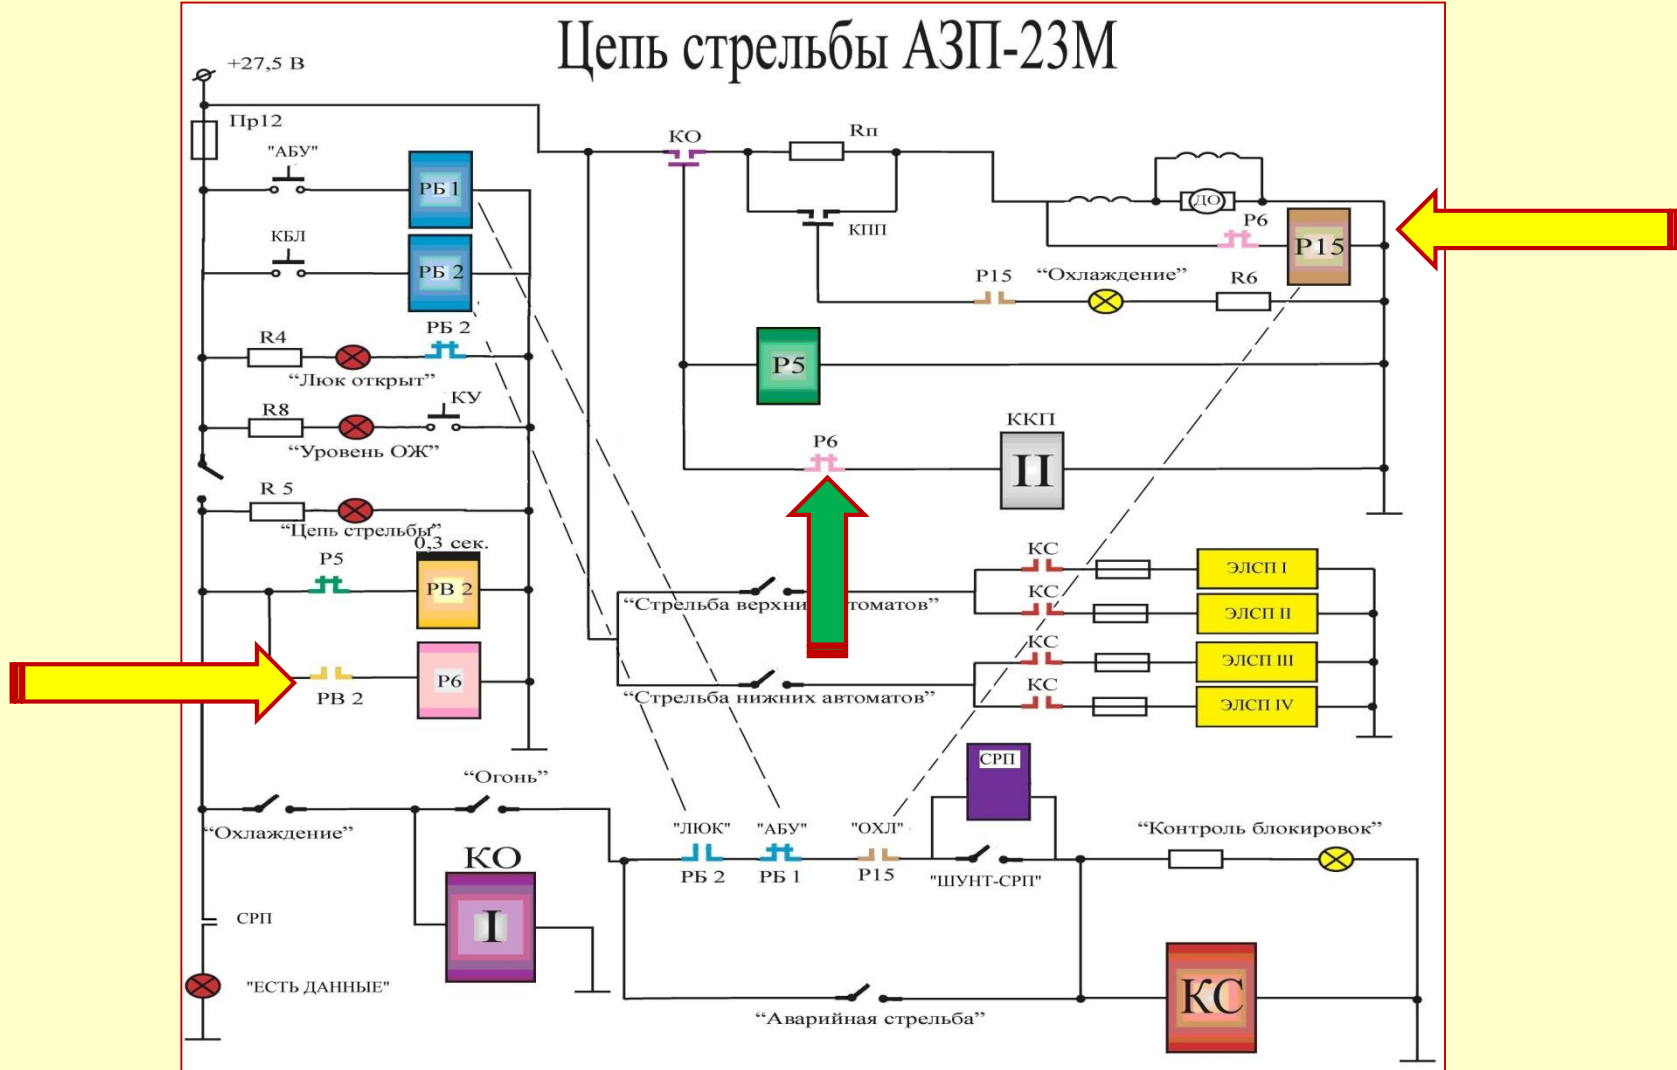 Цепь стрельбы АЗП-23М
+27,5 В
Пр12
"АБУ"
РБ 1
КО
Rп
КПП
ДО
Р6
Р15
КБЛ
РБ 2
Р15
“Охлаждение”
R6
R4
РБ 2
“Люк открыт”
Р5
R8
КУ
“Уровень ОЖ”
Р6
ККП
II
R 5
“Цепь стрельбы”
0,3 сек.
Р5
РВ 2
КС
ЭЛСП I
“Стрельба верхни автоматов”
КС
ЭЛСП II
КС
ЭЛСП III
РВ 2
Р6
“Стрельба нижних автоматов”
КС
ЭЛСП IV
“Огонь”
СРП
“Охлаждение”
"ЛЮК"
"АБУ"
"ОХЛ"
“Контроль блокировок”
КО
I
РБ 2
РБ 1
Р15
"ШУНТ-СРП"
СРП
"ЕСТЬ ДАННЫЕ"
“Аварийная стрельба”
КС